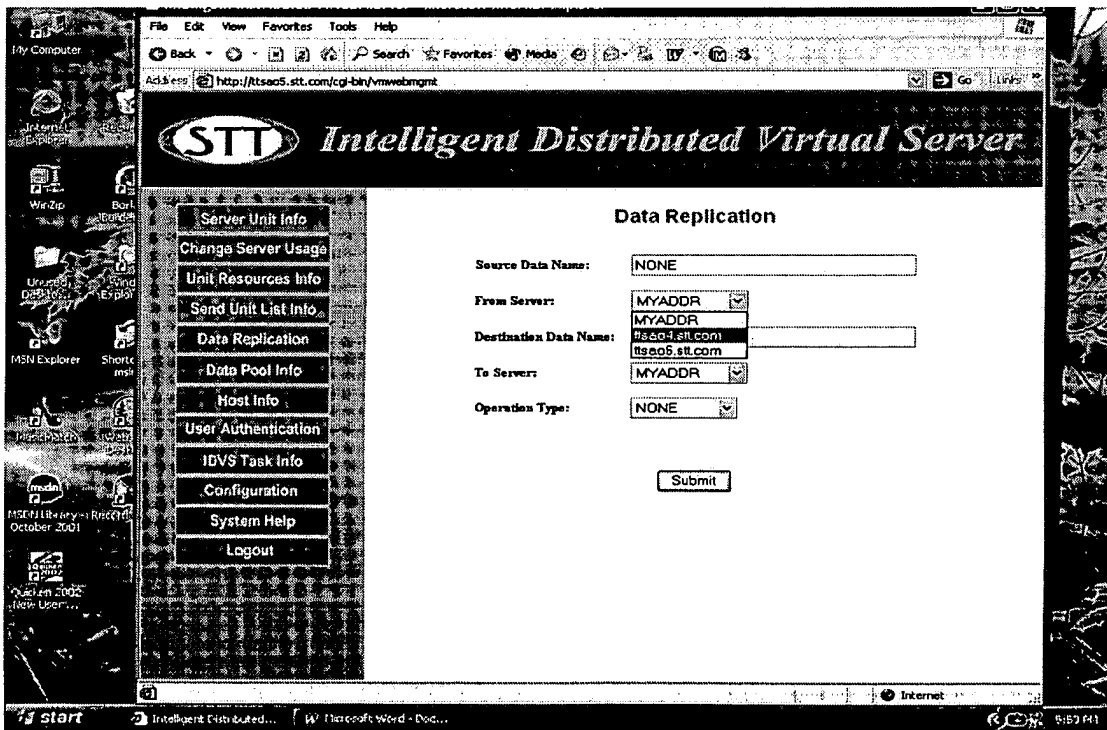 My Computer
File Edit View Favorites Tools Help
Back Search Favorites Media
Address http://ttsao5.stt.com/cgi-bin/vmwebmgnt Go Links
Internet Explorer
STT Intelligent Distributed Virtual Server
WinZip
Server Unit Info
Change Server Usage
Unit Resources Info
Send Unit List Info
Data Replication
Data Pool Info
Host Info
User Authentication
IDVS Task Info
Configuration
System Help
Logout
Data Replication
Source Data Name: NONE
From Server: MYADDR
MYADDR
ttsao4.stt.com
ttsao6.stt.com
Destination Data Name:
To Server: MYADDR
Operation Type: NONE
Submit
MSN Explorer
MusicMatch
msdn
MSDN Library -
October 2001
Quicken 2002
New User...
Internet
start Intelligent Distributed... Microsoft Word - Doc...